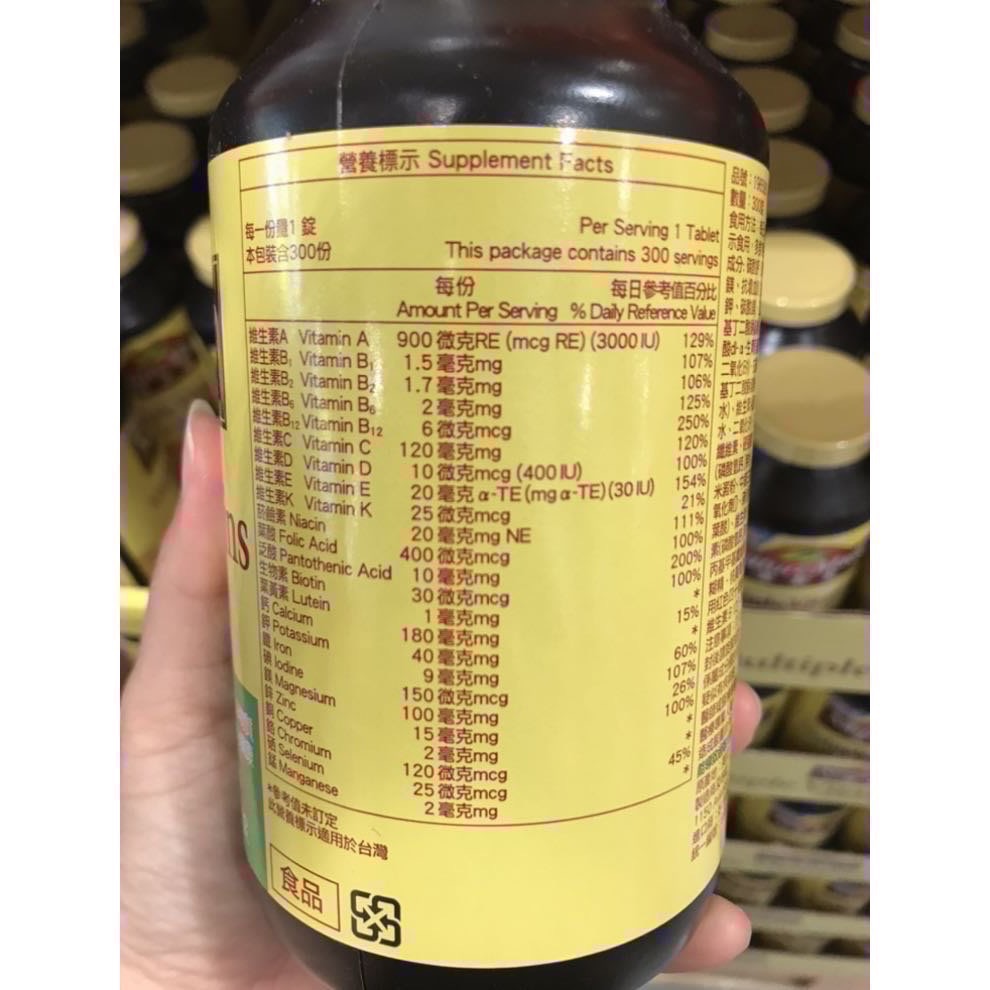 營養標示 Supplement Facts
每一份量1 錠 Per Serving 1 Tablet
本包裝含300份 This package contains 300 servings
每份 每日參考值百分比
Amount Per Serving % Daily Reference Value
維生素A Vitamin A 900 微克RE (mcg RE) (3000 IU) 129%
維生素B₁ Vitamin B₁ 1.5 毫克mg 107%
維生素B₂ Vitamin B₂ 1.7 毫克mg 106%
維生素B₆ Vitamin B₆ 2 毫克mg 125%
維生素B₁₂ Vitamin B₁₂ 6 微克mcg 250%
維生素C Vitamin C 120 毫克mg 120%
維生素D Vitamin D 10 微克mcg (400 IU) 100%
維生素E Vitamin E 20 毫克 α-TE (mg α-TE) (30 IU) 154%
維生素K Vitamin K 25 微克mcg 21%
菸鹼素 Niacin 20 毫克mg NE 111%
葉酸 Folic Acid 400 微克mcg 100%
泛酸 Pantothenic Acid 10 毫克mg 200%
生物素 Biotin 30 微克mcg 100%
葉黃素 Lutein 1 毫克mg *
鈣 Calcium 180 毫克mg 15%
鉀 Potassium 40 毫克mg *
鐵 Iron 9 毫克mg 60%
碘 Iodine 150 微克mcg 107%
鎂 Magnesium 100 毫克mg 26%
鋅 Zinc 15 毫克mg 100%
銅 Copper 2 毫克mg *
鉻 Chromium 120 微克mcg *
硒 Selenium 25 微克mcg 45%
錳 Manganese 2 毫克mg *
*參考值未訂定
此營養標示適用於台灣
食品
ns
品號：
數量：300
食用方法：
示食用
成分：